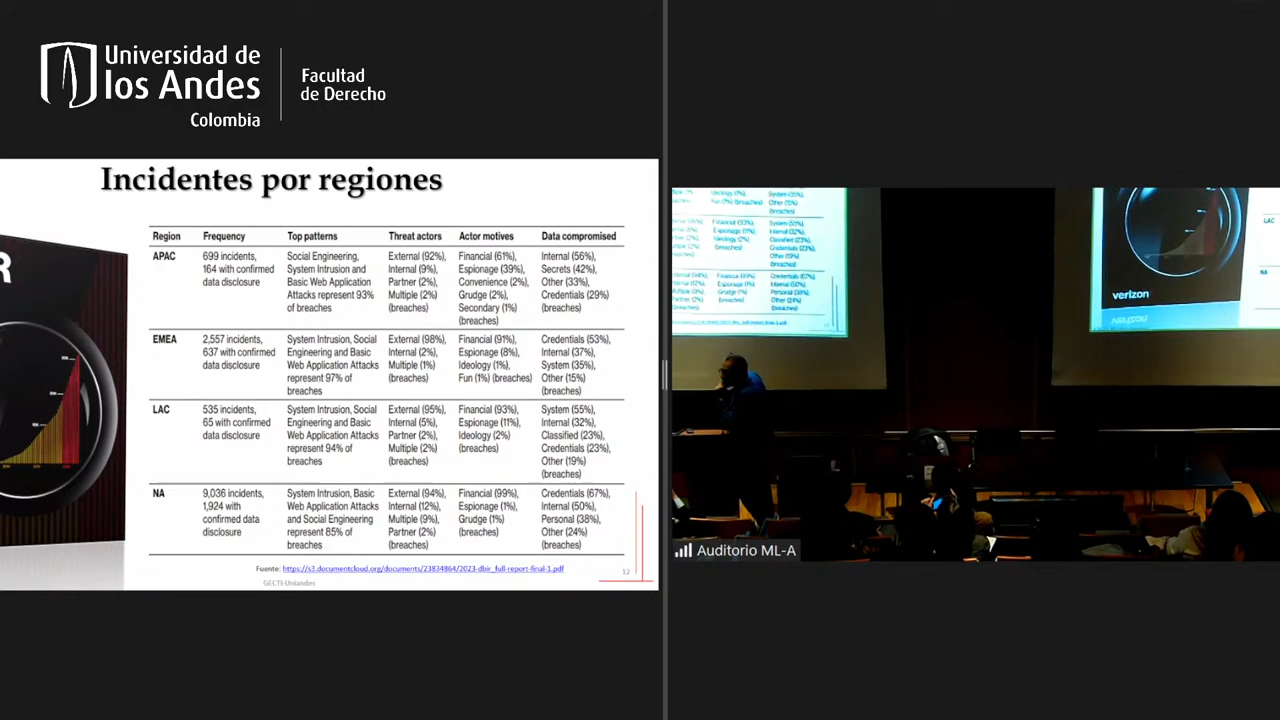 Universidad de
los Andes
Colombia
Facultad
de Derecho
Incidentes por regiones
R
Region Frequency Top patterns Threat actors Actor motives Data compromised
APAC 699 incidents, Social Engineering, External (92%), Financial (61%), Internal (56%),
164 with confirmed System Intrusion and Internal (9%), Espionage (39%), Secrets (42%),
data disclosure Basic Web Application Partner (2%), Convenience (2%), Other (33%),
Attacks represent 93% Multiple (2%) Grudge (2%), Credentials (29%)
of breaches (breaches) Secondary (1%) (breaches)
(breaches)
EMEA 2,557 incidents, System Intrusion, Social External (98%), Financial (91%), Credentials (53%),
637 with confirmed Engineering and Basic Internal (2%), Espionage (8%), Internal (37%),
data disclosure Web Application Attacks Multiple (1%) Ideology (1%), System (35%),
represent 97% of (breaches) Fun (1%) (breaches) Other (15%)
breaches (breaches)
LAC 535 incidents, System Intrusion, Social External (95%), Financial (93%), System (55%),
65 with confirmed Engineering and Basic Internal (5%), Espionage (11%), Internal (32%),
data disclosure Web Application Attacks Partner (2%), Ideology (2%) Classified (23%),
represent 94% of Multiple (2%) (breaches) Credentials (23%),
breaches (breaches) Other (19%)
(breaches)
NA 9,036 incidents, System Intrusion, Basic External (94%), Financial (99%), Credentials (67%),
1,924 with Web Application Attacks Internal (12%), Espionage (1%), Internal (50%),
confirmed data and Social Engineering Multiple (9%), Grudge (1%) Personal (38%),
disclosure represent 85% of Partner (2%) (breaches) Other (24%)
breaches (breaches) (breaches)
Fuente: https://s3.documentcloud.org/documents/23834864/2023-dbir_full-report-final-1.pdf
12
GECTI-Uniandes
verizon
LAC
Auditorio ML-A